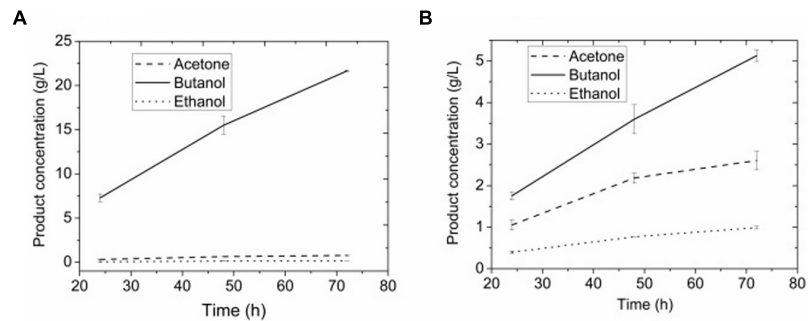 A
25
20
15
10
5
0
20 30 40 50 60 70 80
Product concentration (g/L)
Time (h)
Acetone
Butanol
Ethanol
B
5
4
3
2
1
0
20 30 40 50 60 70 80
Product concentration (g/L)
Time (h)
Acetone
Butanol
Ethanol